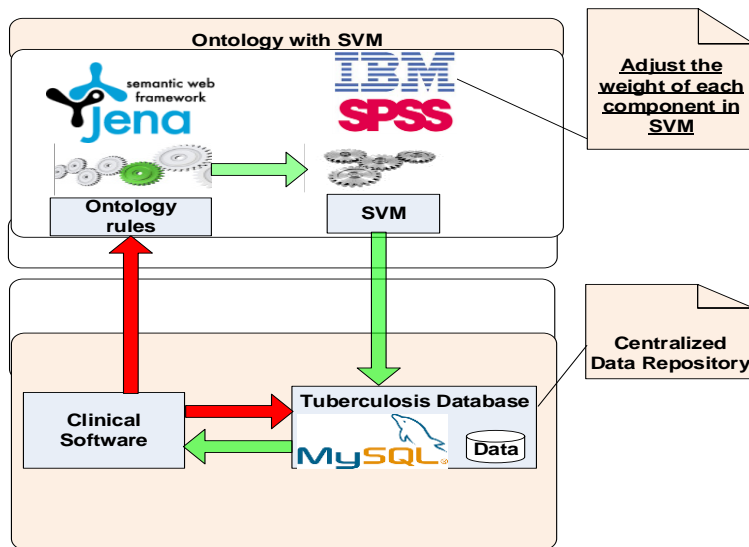 Ontology with SVM
semantic web
framework
Jena
IBM
SPSS
Adjust the
weight of each
component in
SVM
Ontology
rules
SVM
Centralized
Data Repository
Clinical
Software
Tuberculosis Database
MySQL®
Data